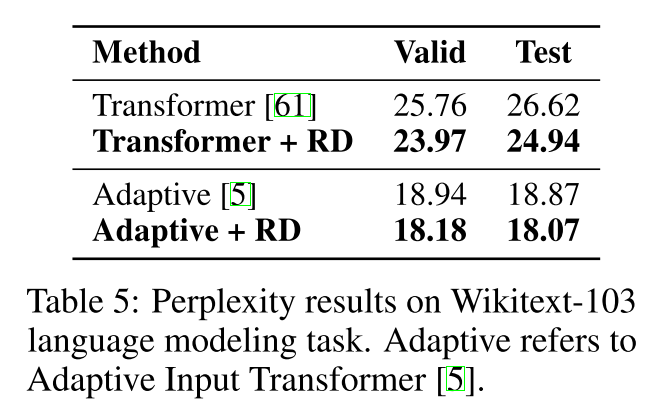 Method Valid Test
Transformer [61] 25.76 26.62
Transformer + RD 23.97 24.94
Adaptive [5] 18.94 18.87
Adaptive + RD 18.18 18.07
Table 5: Perplexity results on Wikitext-103
language modeling task. Adaptive refers to
Adaptive Input Transformer [5].